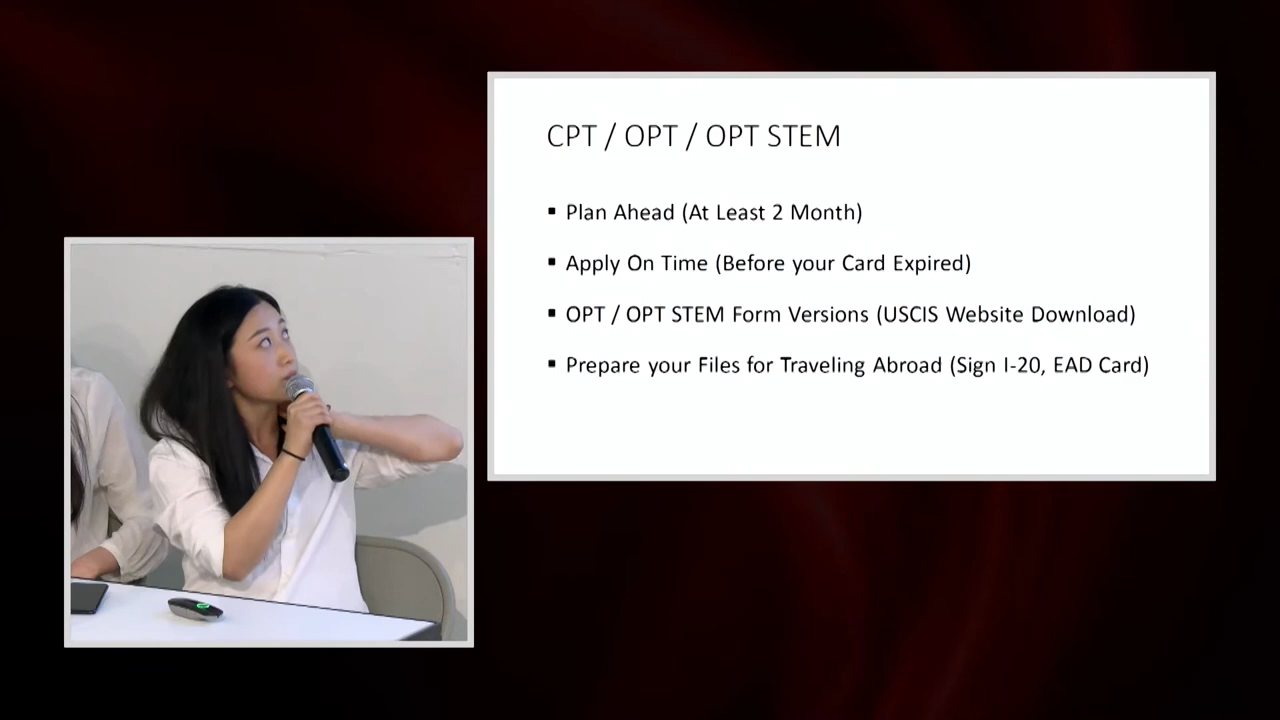 CPT / OPT / OPT STEM
▪ Plan Ahead (At Least 2 Month)
▪ Apply On Time (Before your Card Expired)
▪ OPT / OPT STEM Form Versions (USCIS Website Download)
▪ Prepare your Files for Traveling Abroad (Sign I-20, EAD Card)